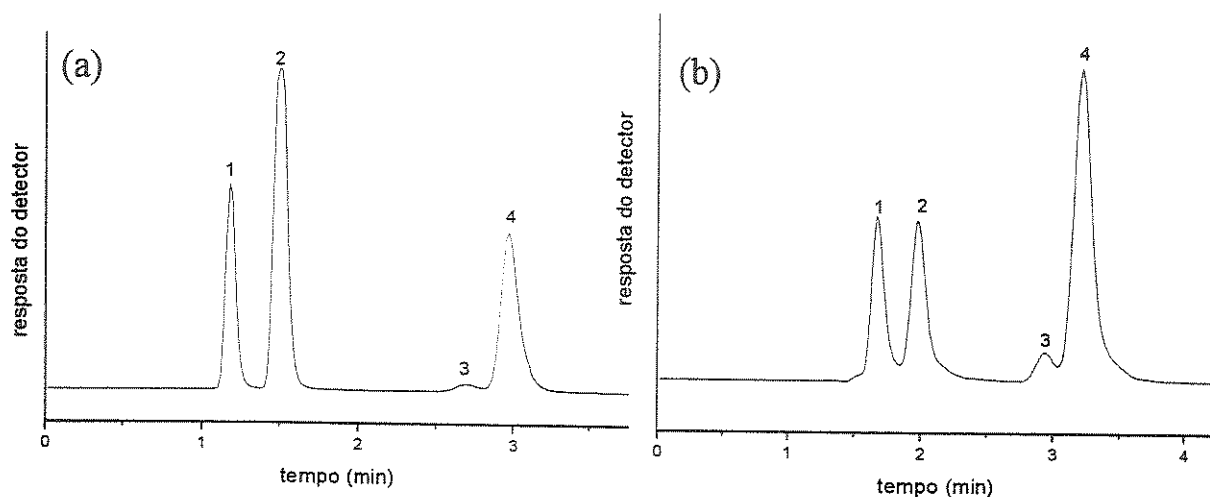 (a)
1
2
3
4
resposta do detector
0
1
2
3
tempo (min)
(b)
1
2
3
4
resposta do detector
0
1
2
3
4
tempo (min)